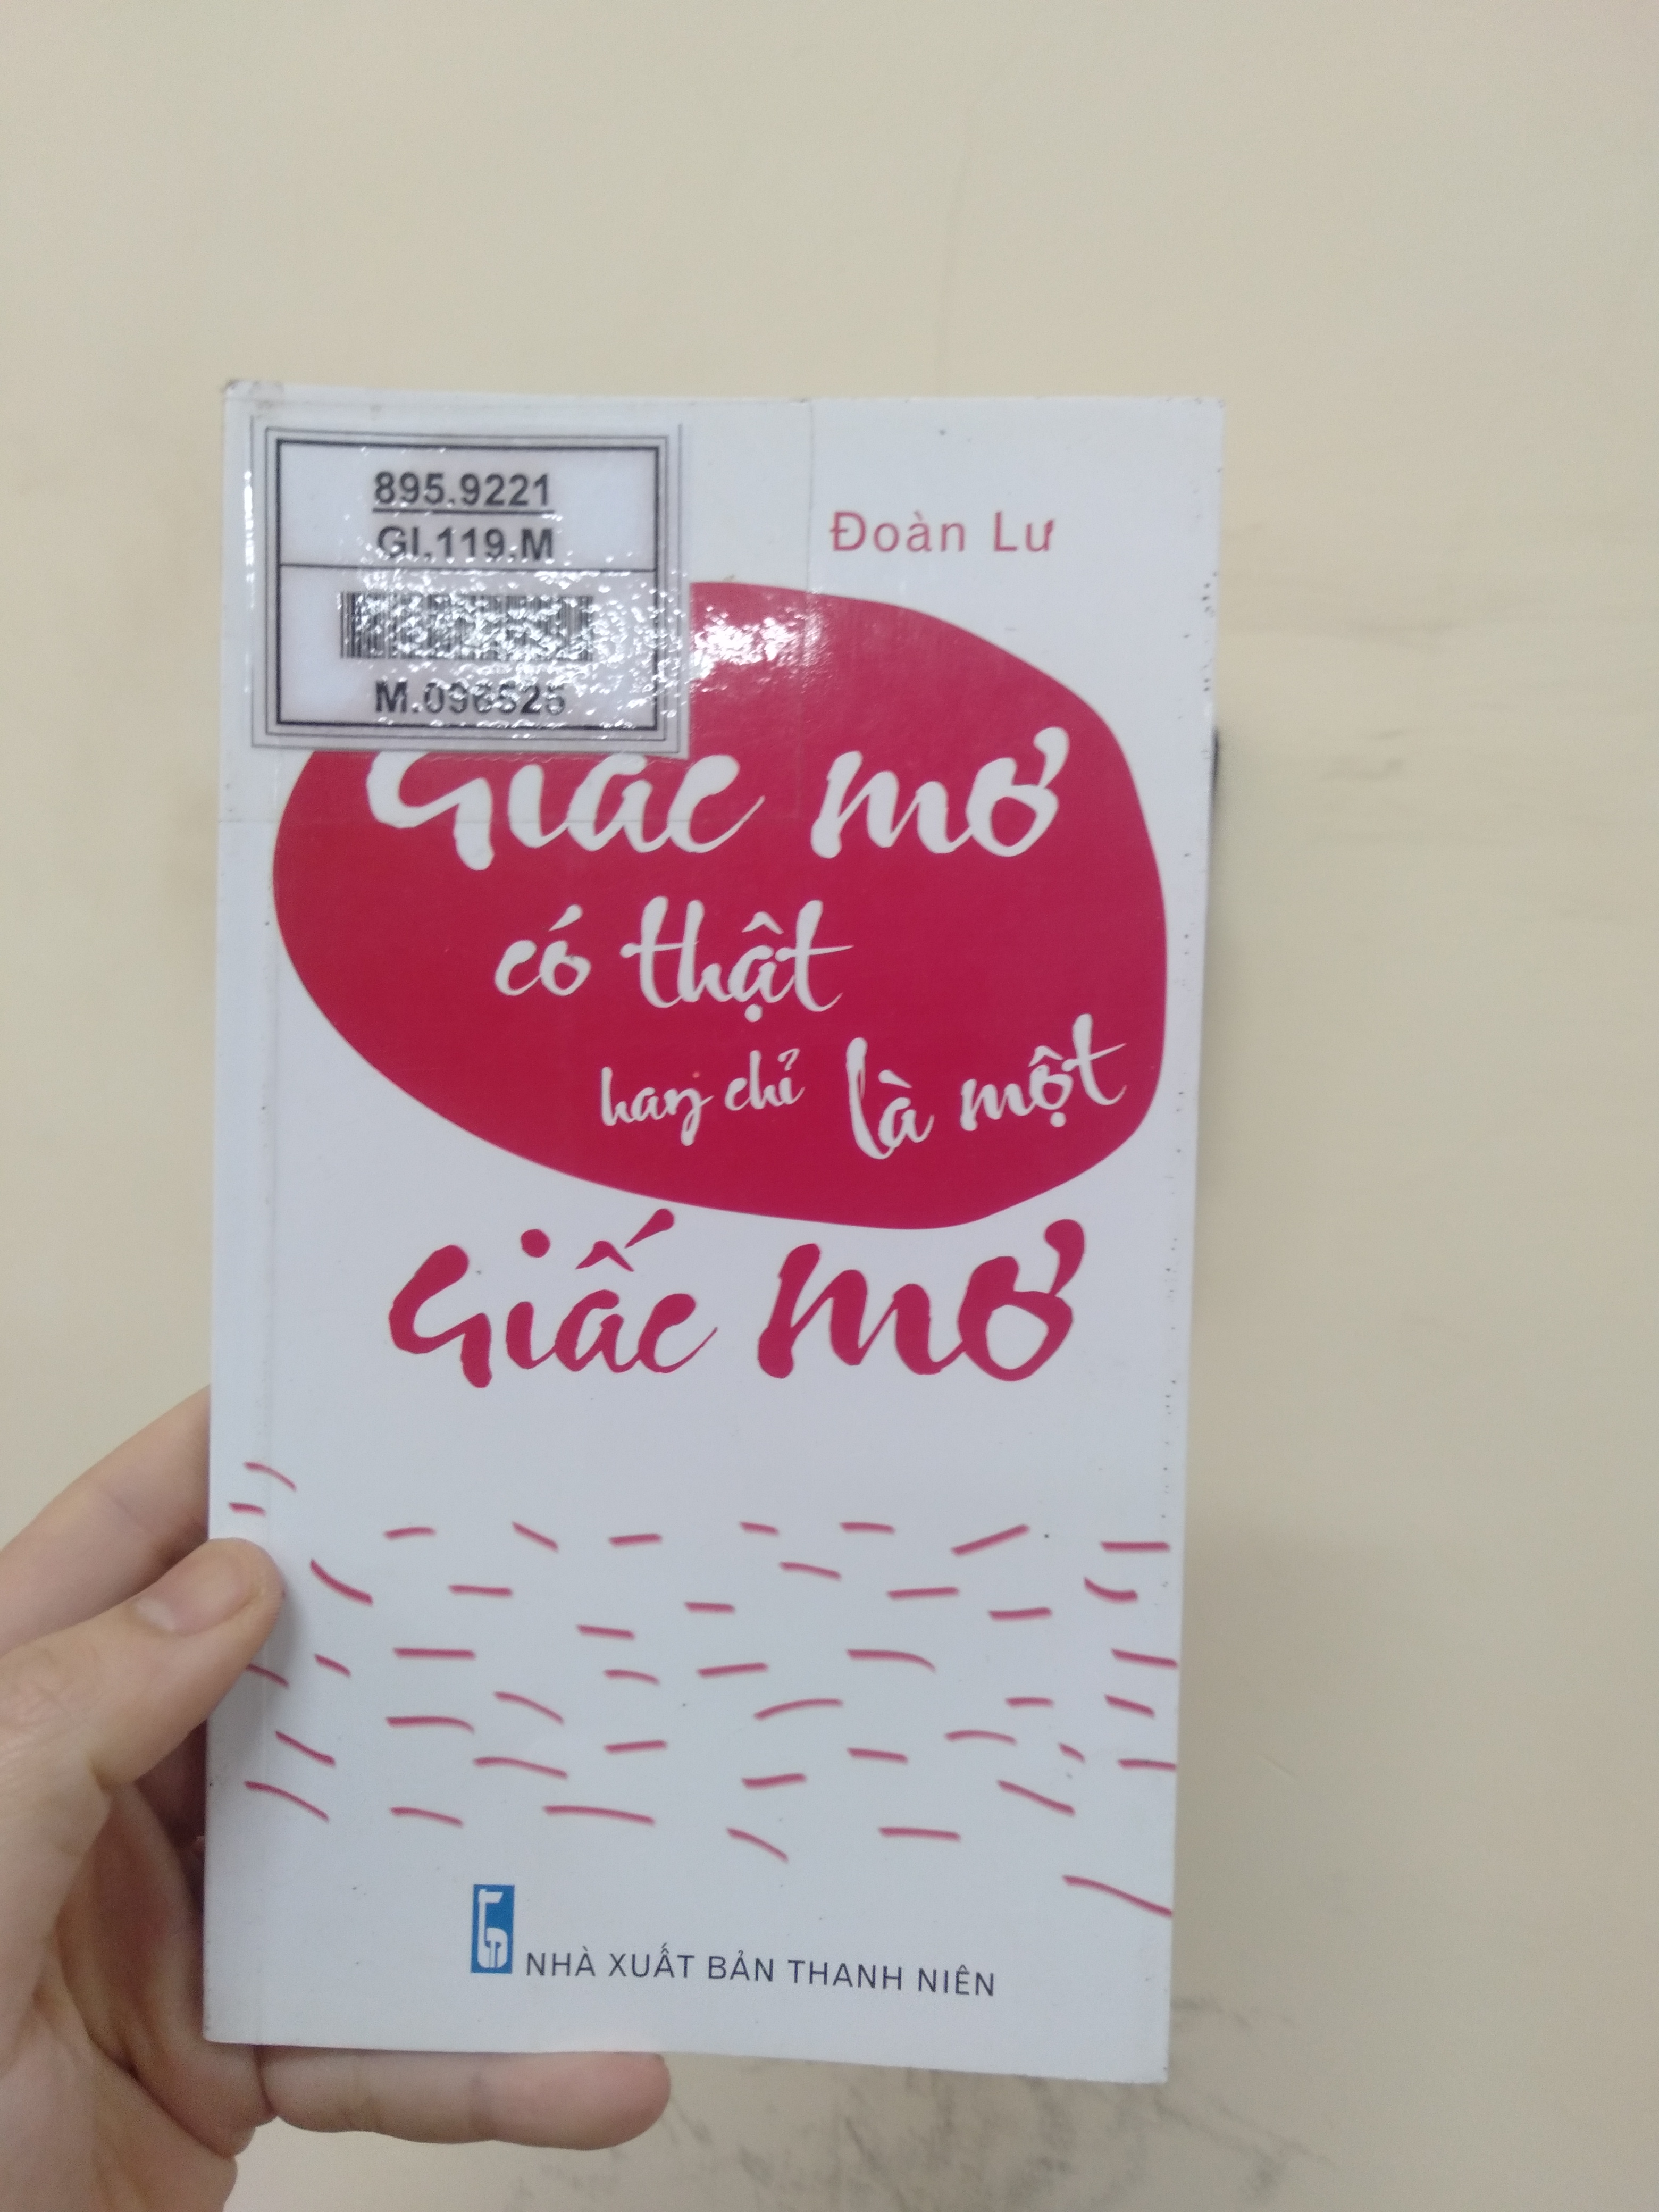 895.9221
GI.119.M
M.096525
Đoàn Lư
Giấc mơ
có thật
hay chỉ là một
Giấc mơ
NHÀ XUẤT BẢN THANH NIÊN